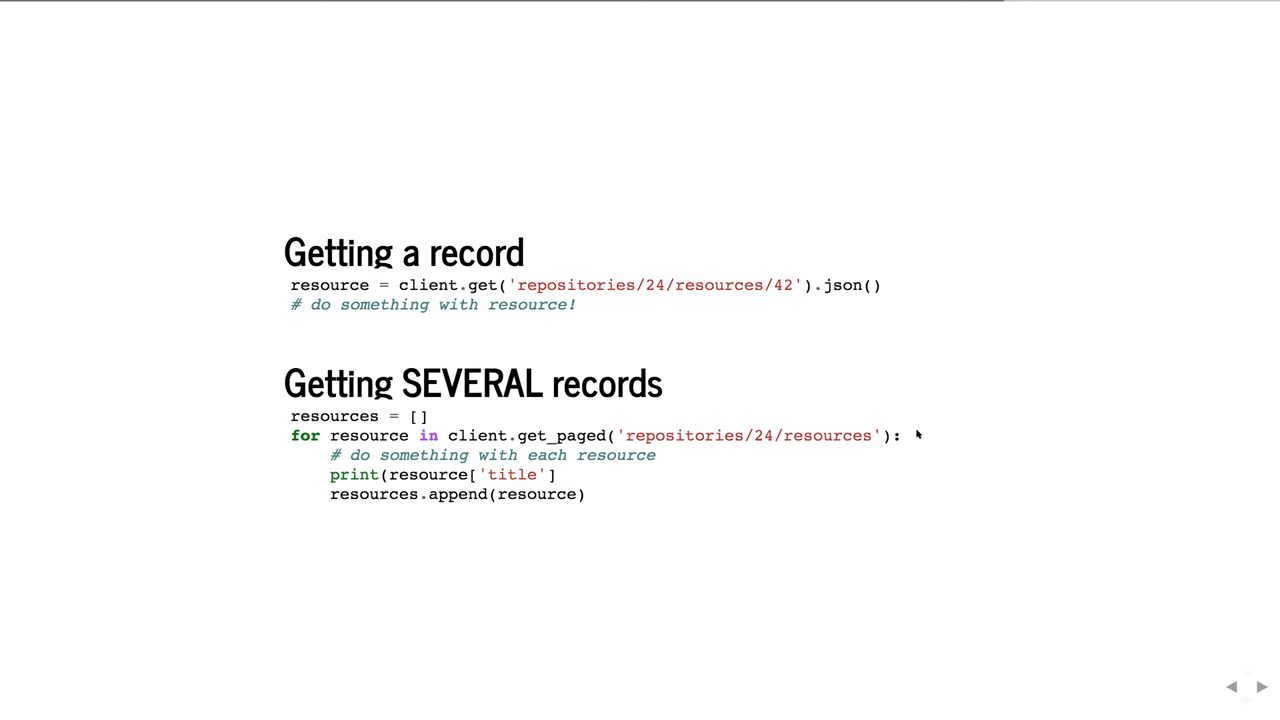 Getting a record
resource = client.get('repositories/24/resources/42').json()
# do something with resource!
Getting SEVERAL records
resources = []
for resource in client.get_paged('repositories/24/resources'):
    # do something with each resource
    print(resource['title']
    resources.append(resource)